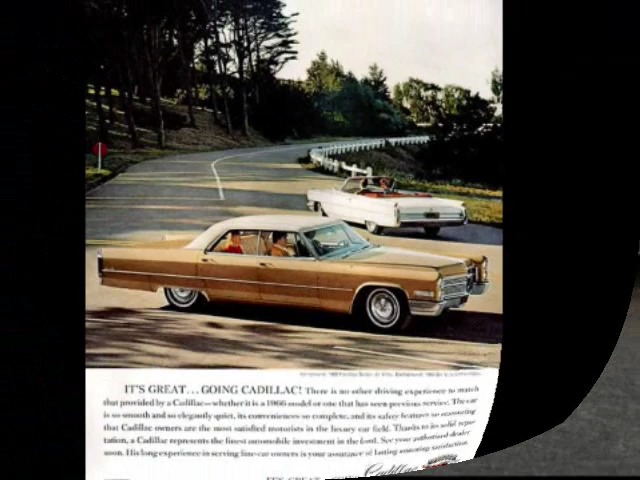 IT'S GREAT... GOING CADILLAC! There is no other driving experience to match
that provided by a Cadillac—whether it is a 1966 model or one that has seen previous service. The car
is so smooth and so elegantly quiet, its conveniences so complete, and its safety features so reassuring
that Cadillac owners are the most satisfied motorists in the luxury car field. Thanks to its solid repu-
tation, a Cadillac represents the finest automobile investment in the land. See your authorized dealer
soon. His long experience in serving fine-car owners is your assurance of lasting motoring satisfaction.
IT'S GREAT
Cadillac